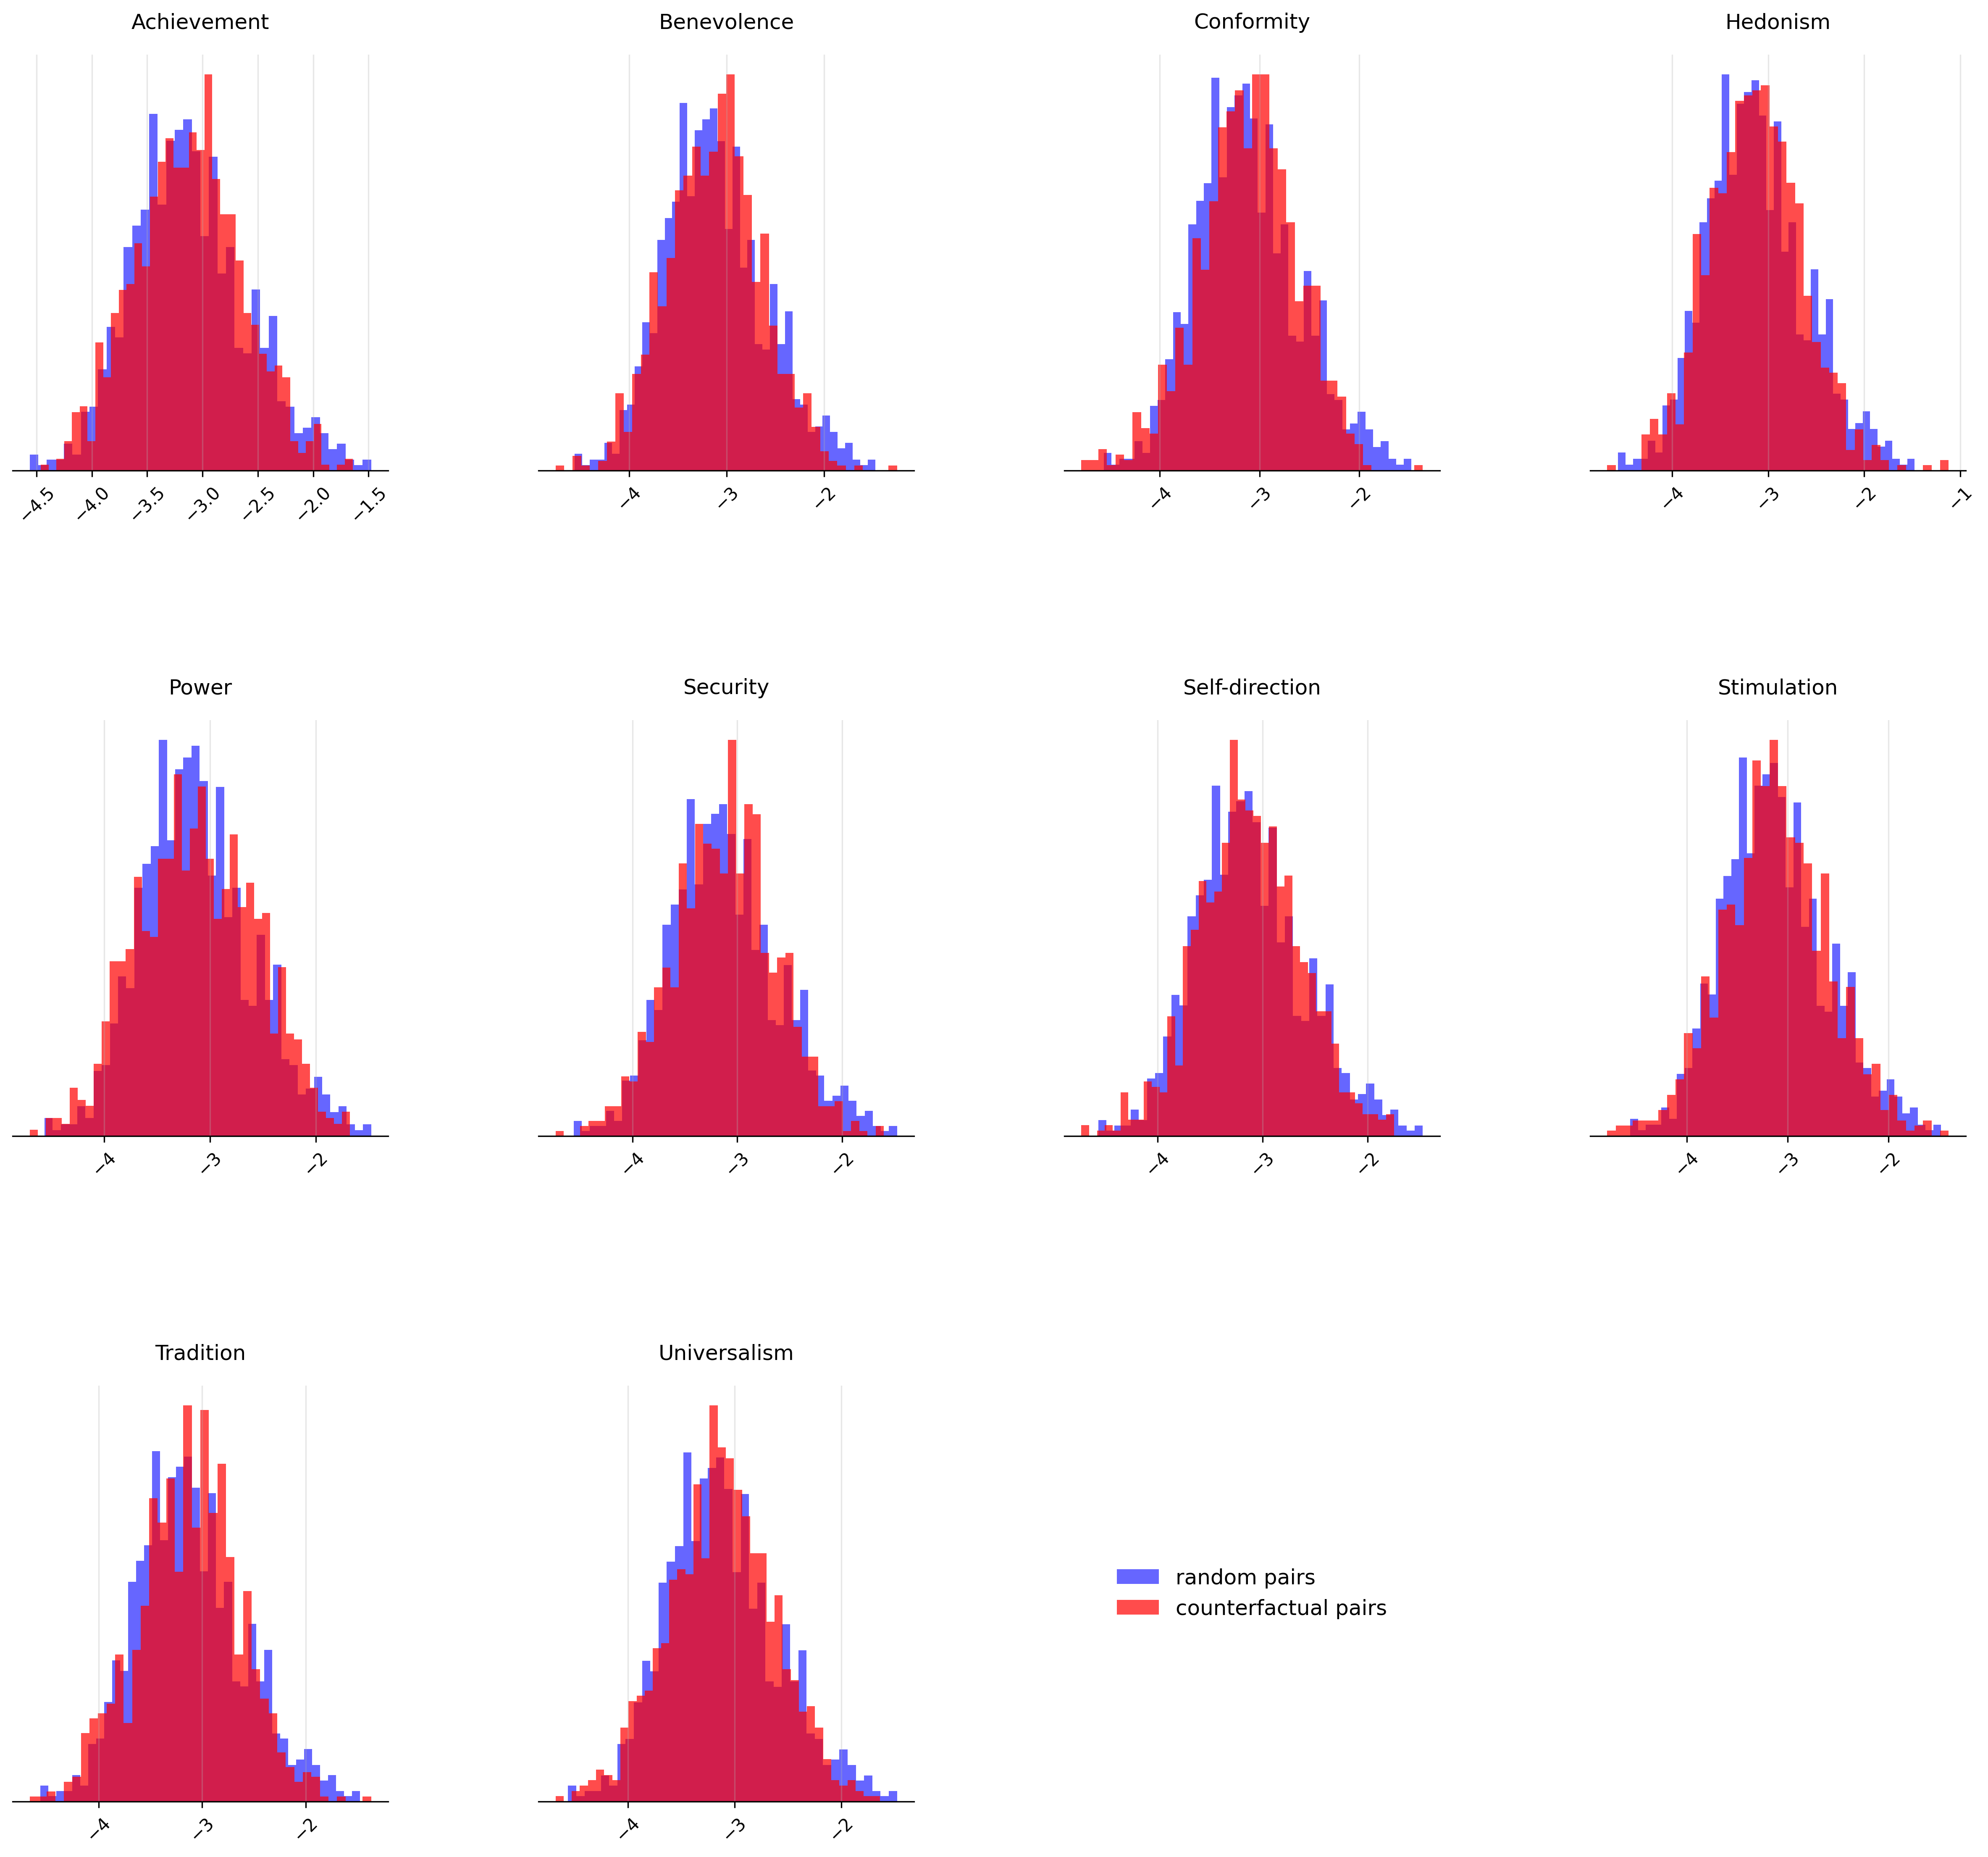 Achievement
Benevolence
Conformity
Hedonism
−4.5 −4.0 −3.5 −3.0 −2.5 −2.0 −1.5
−4 −3 −2
−4 −3 −2
−4 −3 −2 −1
Power
Security
Self-direction
Stimulation
−4 −3 −2
−4 −3 −2
−4 −3 −2
−4 −3 −2
Tradition
Universalism
random pairs
counterfactual pairs
−4 −3 −2
−4 −3 −2